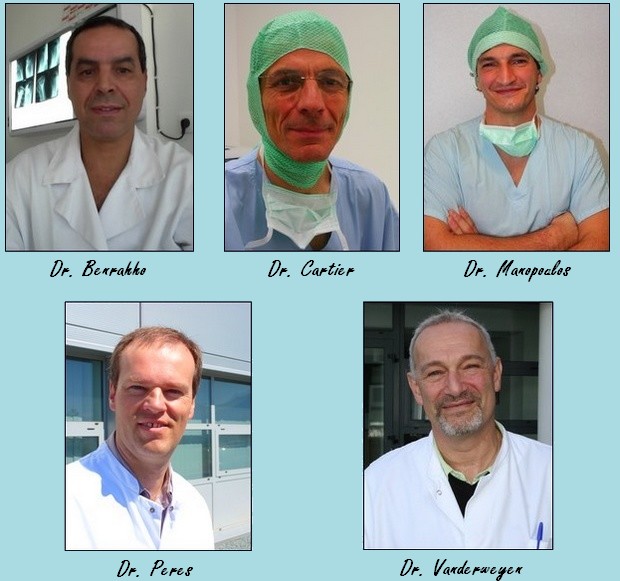 Dr. Benrahho
Dr. Cartier
Dr. Manopoulos
Dr. Peres
Dr. Vanderweyen